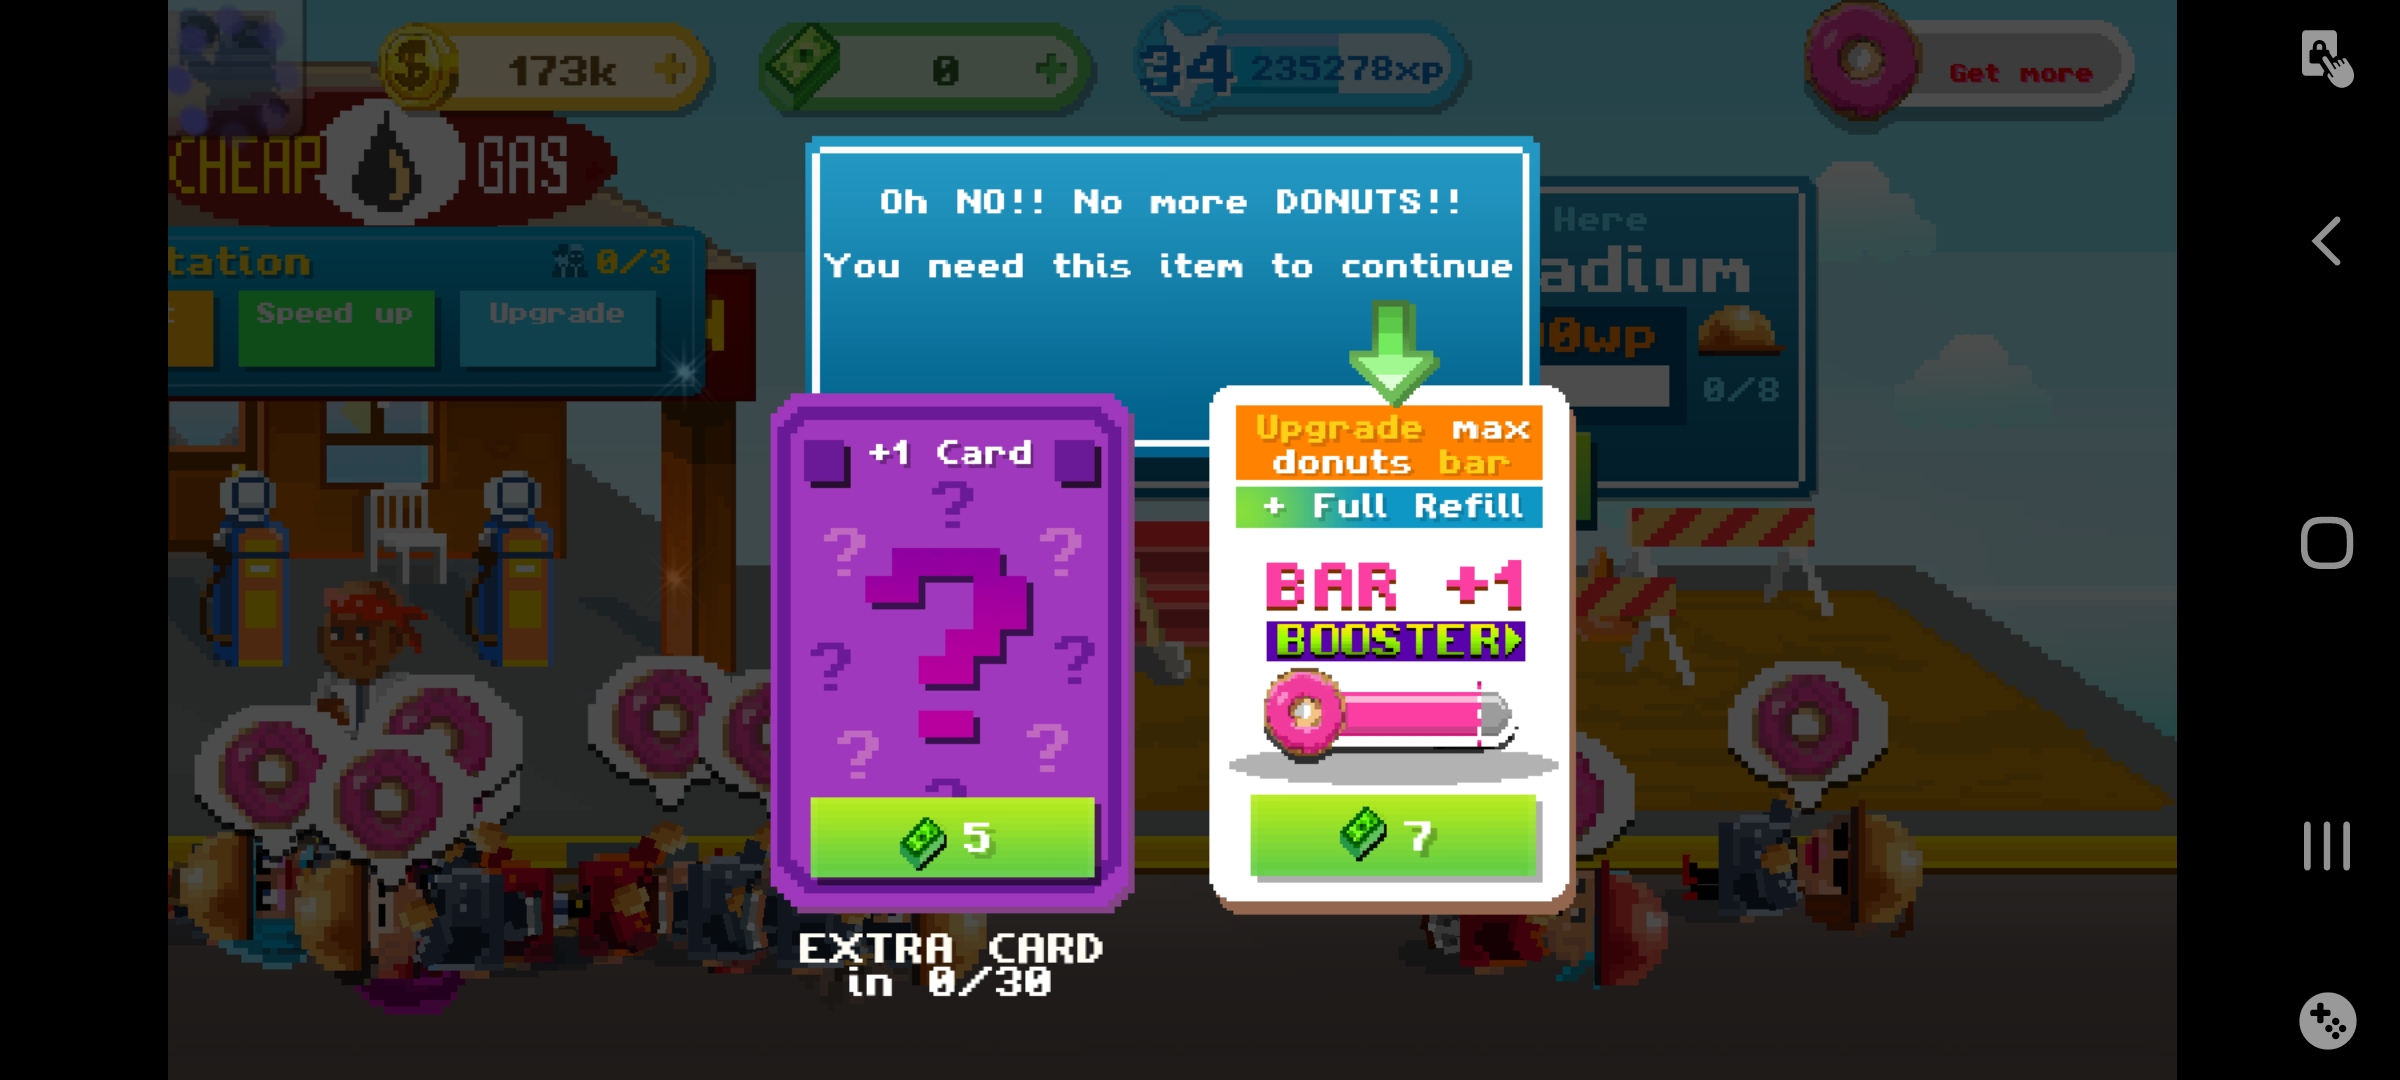 173k
0
34 235278xp
Get more
CHEAP GAS
Oh NO!! No more DONUTS!!
You need this item to continue
Here
adium
0wp
0/8
tation
0/3
Speed up
Upgrade
+1 Card
?
5
EXTRA CARD
in 0/30
Upgrade max
donuts bar
+ Full Refill
BAR +1
BOOSTER
7